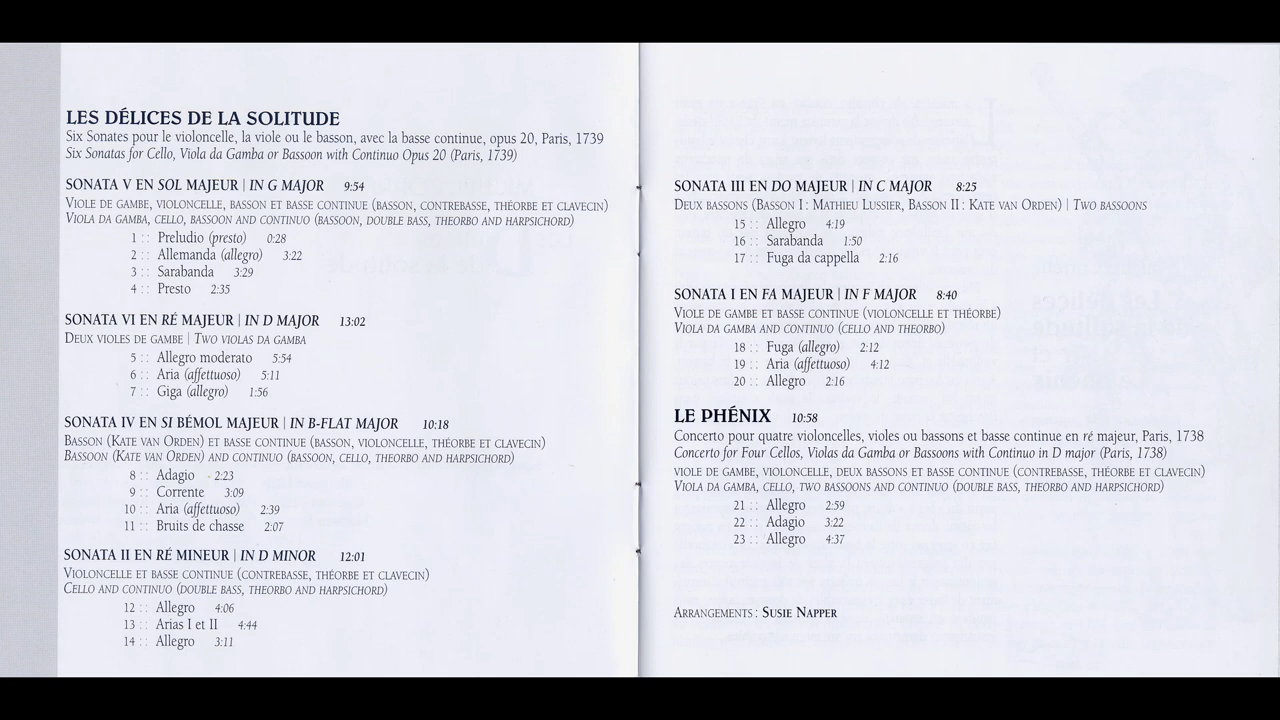 LES DÉLICES DE LA SOLITUDE
Six Sonates pour le violoncelle, la viole ou le basson, avec la basse continue, opus 20, Paris, 1739
Six Sonatas for Cello, Viola da Gamba or Bassoon with Continuo Opus 20 (Paris, 1739)
SONATA V EN SOL MAJEUR | IN G MAJOR 9:54
VIOLE DE GAMBE, VIOLONCELLE, BASSON ET BASSE CONTINUE (BASSON, CONTREBASSE, THÉORBE ET CLAVECIN)
VIOLA DA GAMBA, CELLO, BASSOON AND CONTINUO (BASSOON, DOUBLE BASS, THEORBO AND HARPSICHORD)
1 :: Preludio (presto) 0:28
2 :: Allemanda (allegro) 3:22
3 :: Sarabanda 3:29
4 :: Presto 2:35
SONATA VI EN RÉ MAJEUR | IN D MAJOR 13:02
DEUX VIOLES DE GAMBE | TWO VIOLAS DA GAMBA
5 :: Allegro moderato 5:54
6 :: Aria (affettuoso) 5:11
7 :: Giga (allegro) 1:56
SONATA IV EN SI BÉMOL MAJEUR | IN B-FLAT MAJOR 10:18
BASSON (KATE VAN ORDEN) ET BASSE CONTINUE (BASSON, VIOLONCELLE, THÉORBE ET CLAVECIN)
BASSOON (KATE VAN ORDEN) AND CONTINUO (BASSOON, CELLO, THEORBO AND HARPSICHORD)
8 :: Adagio 2:23
9 :: Corrente 3:09
10 :: Aria (affettuoso) 2:39
11 :: Bruits de chasse 2:07
SONATA II EN RÉ MINEUR | IN D MINOR 12:01
VIOLONCELLE ET BASSE CONTINUE (CONTREBASSE, THÉORBE ET CLAVECIN)
CELLO AND CONTINUO (DOUBLE BASS, THEORBO AND HARPSICHORD)
12 :: Allegro 4:06
13 :: Arias I et II 4:44
14 :: Allegro 3:11
SONATA III EN DO MAJEUR | IN C MAJOR 8:25
DEUX BASSONS (BASSON I : MATHIEU LUSSIER, BASSON II : KATE VAN ORDEN) | TWO BASSOONS
15 :: Allegro 4:19
16 :: Sarabanda 1:50
17 :: Fuga da cappella 2:16
SONATA I EN FA MAJEUR | IN F MAJOR 8:40
VIOLE DE GAMBE ET BASSE CONTINUE (VIOLONCELLE ET THÉORBE)
VIOLA DA GAMBA AND CONTINUO (CELLO AND THEORBO)
18 :: Fuga (allegro) 2:12
19 :: Aria (affettuoso) 4:12
20 :: Allegro 2:16
LE PHÉNIX 10:58
Concerto pour quatre violoncelles, violes ou bassons et basse continue en ré majeur, Paris, 1738
Concerto for Four Cellos, Violas da Gamba or Bassoons with Continuo in D major (Paris, 1738)
VIOLE DE GAMBE, VIOLONCELLE, DEUX BASSONS ET BASSE CONTINUE (CONTREBASSE, THÉORBE ET CLAVECIN)
VIOLA DA GAMBA, CELLO, TWO BASSOONS AND CONTINUO (DOUBLE BASS, THEORBO AND HARPSICHORD)
21 :: Allegro 2:59
22 :: Adagio 3:22
23 :: Allegro 4:37
ARRANGEMENTS : SUSIE NAPPER